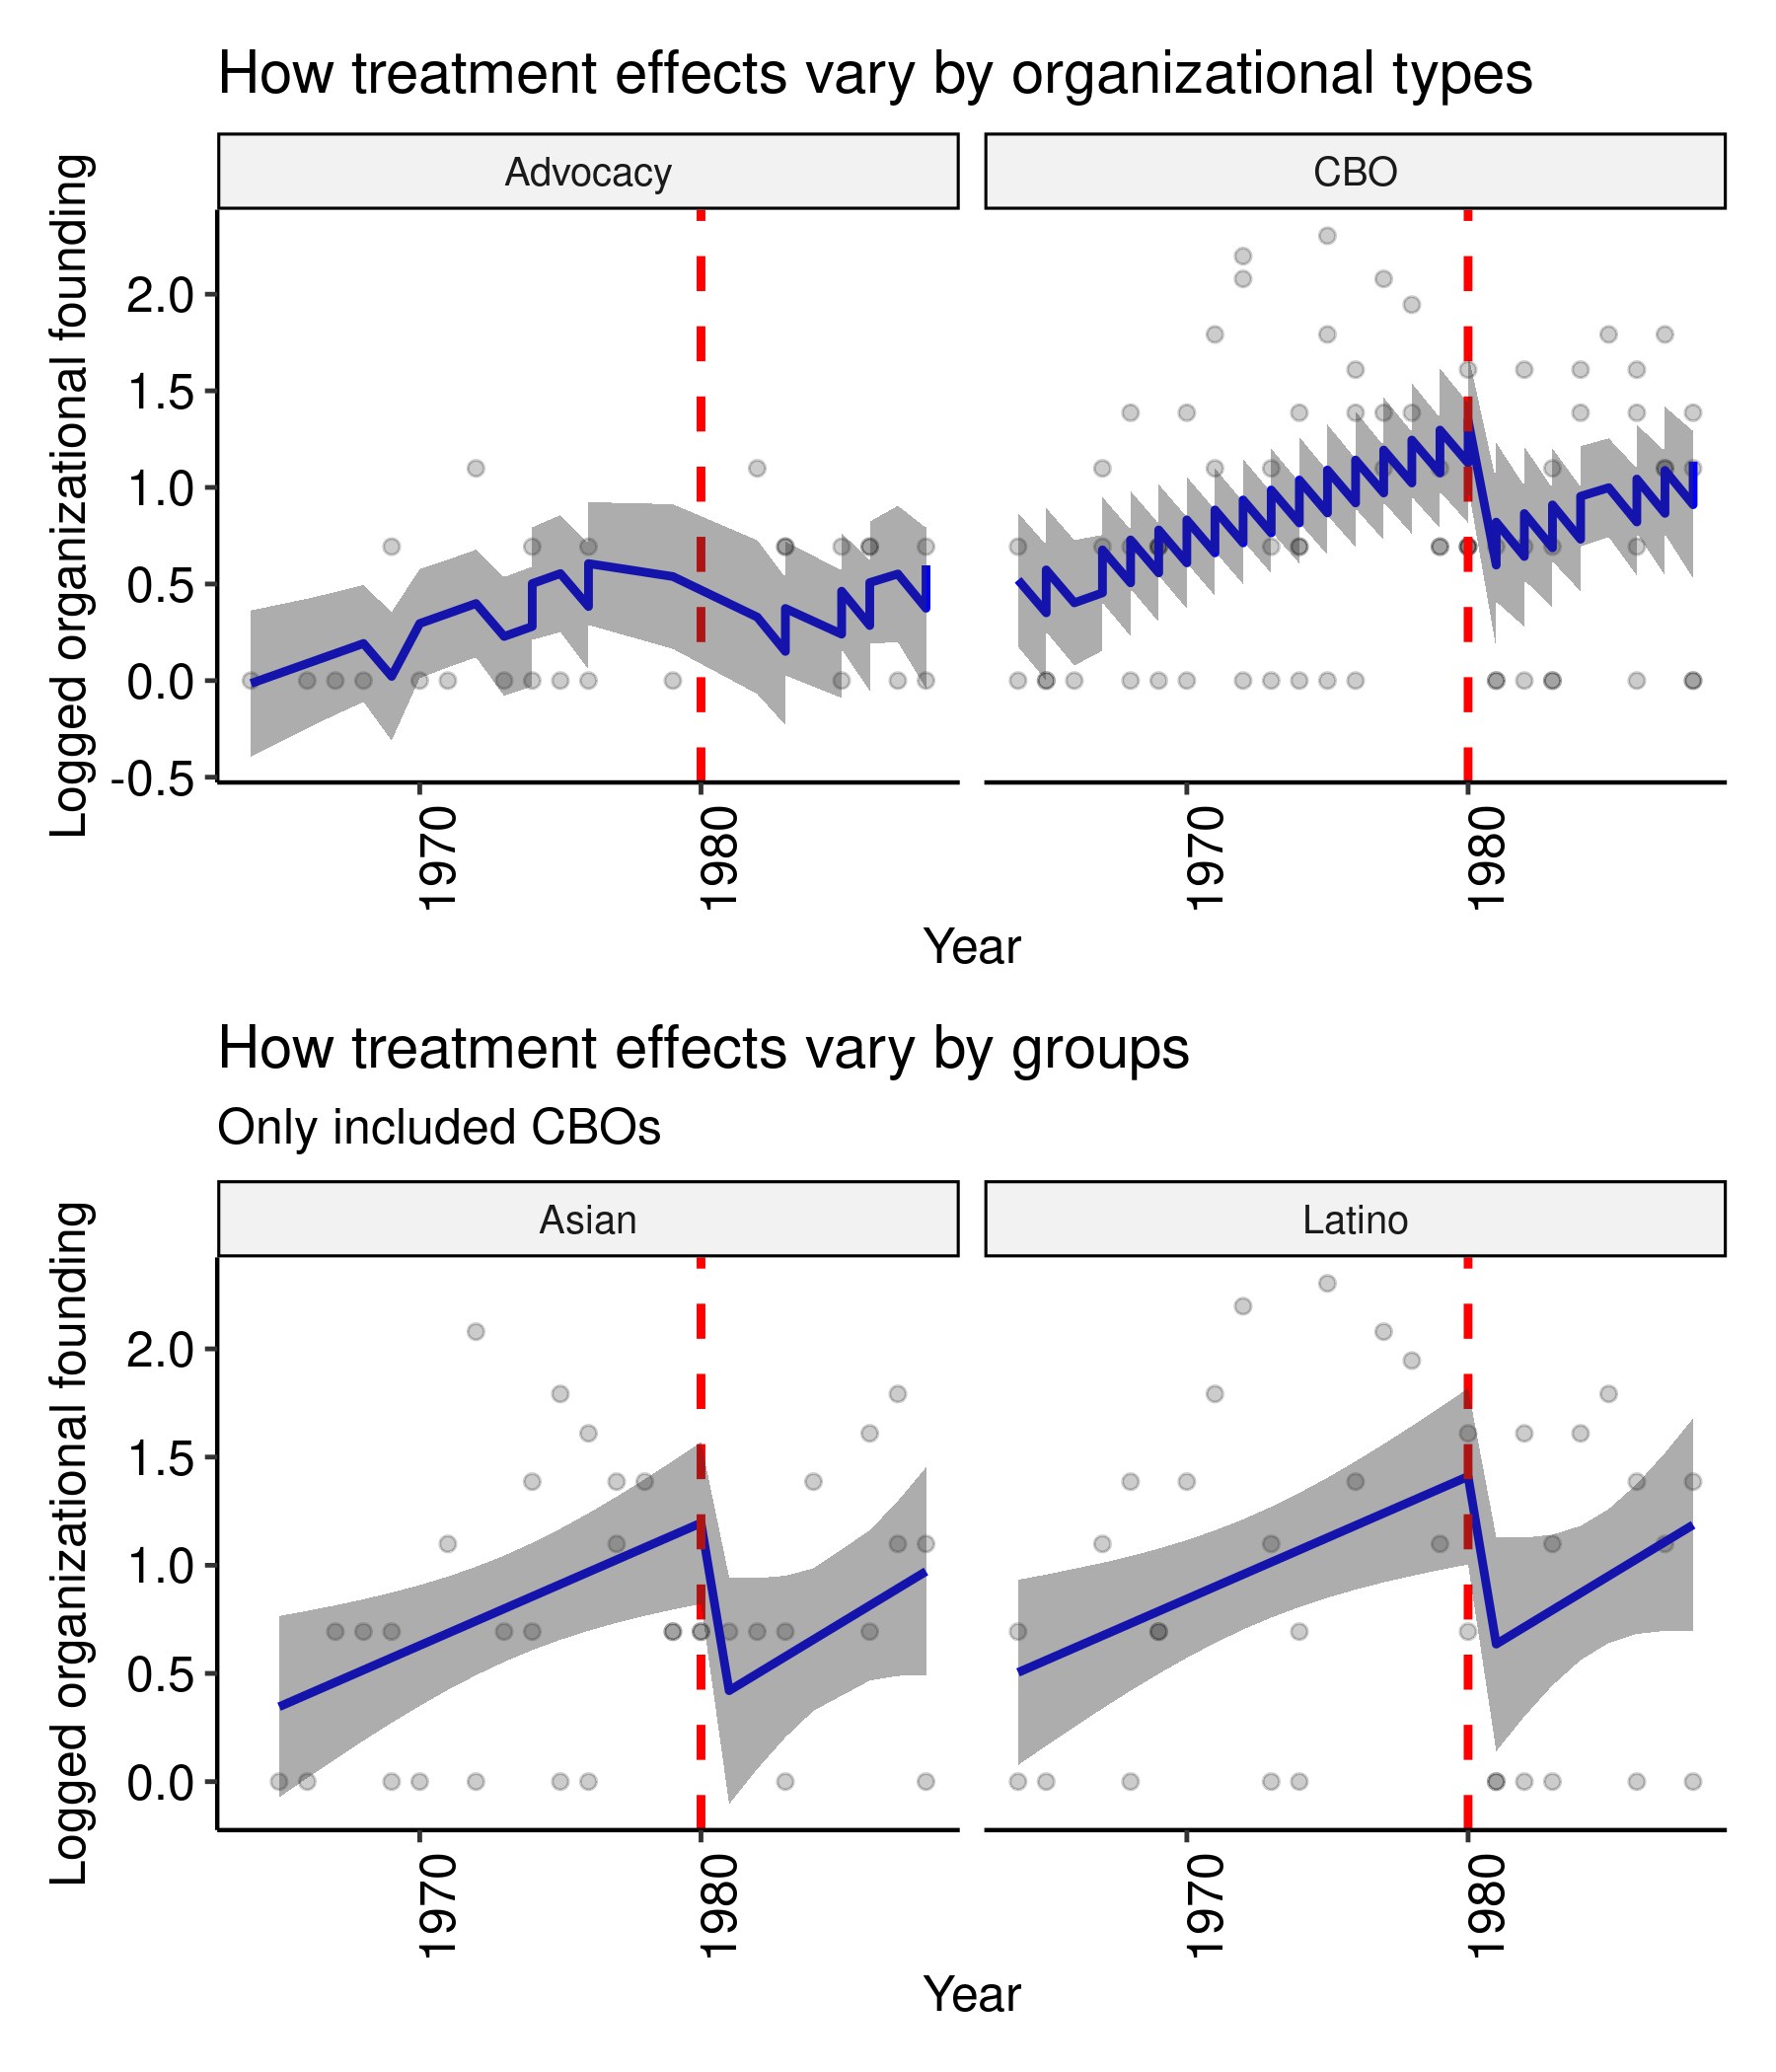 How treatment effects vary by organizational types
Advocacy
CBO
Logged organizational founding
2.0
1.5
1.0
0.5
0.0
-0.5
1970
1980
1970
1980
Year
How treatment effects vary by groups
Only included CBOs
Asian
Latino
Logged organizational founding
2.0
1.5
1.0
0.5
0.0
1970
1980
1970
1980
Year